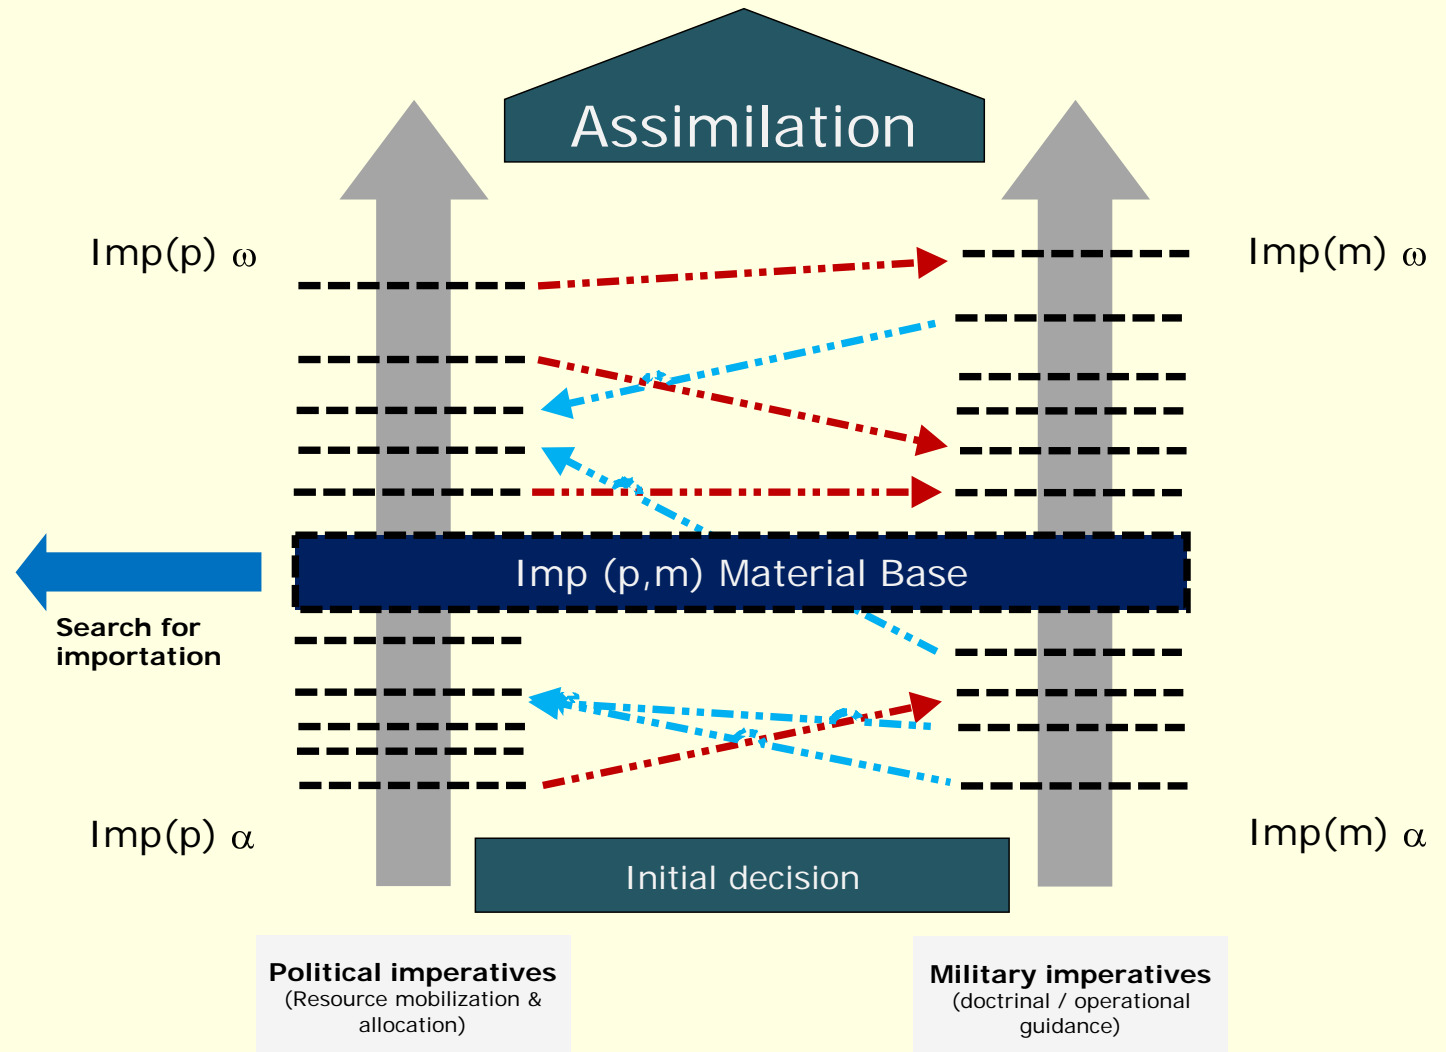 Assimilation
Imp(p) ω
Imp(m) ω
Imp (p,m) Material Base
Search for
importation
Imp(p) α
Imp(m) α
Initial decision
Political imperatives
(Resource mobilization &
allocation)
Military imperatives
(doctrinal / operational
guidance)